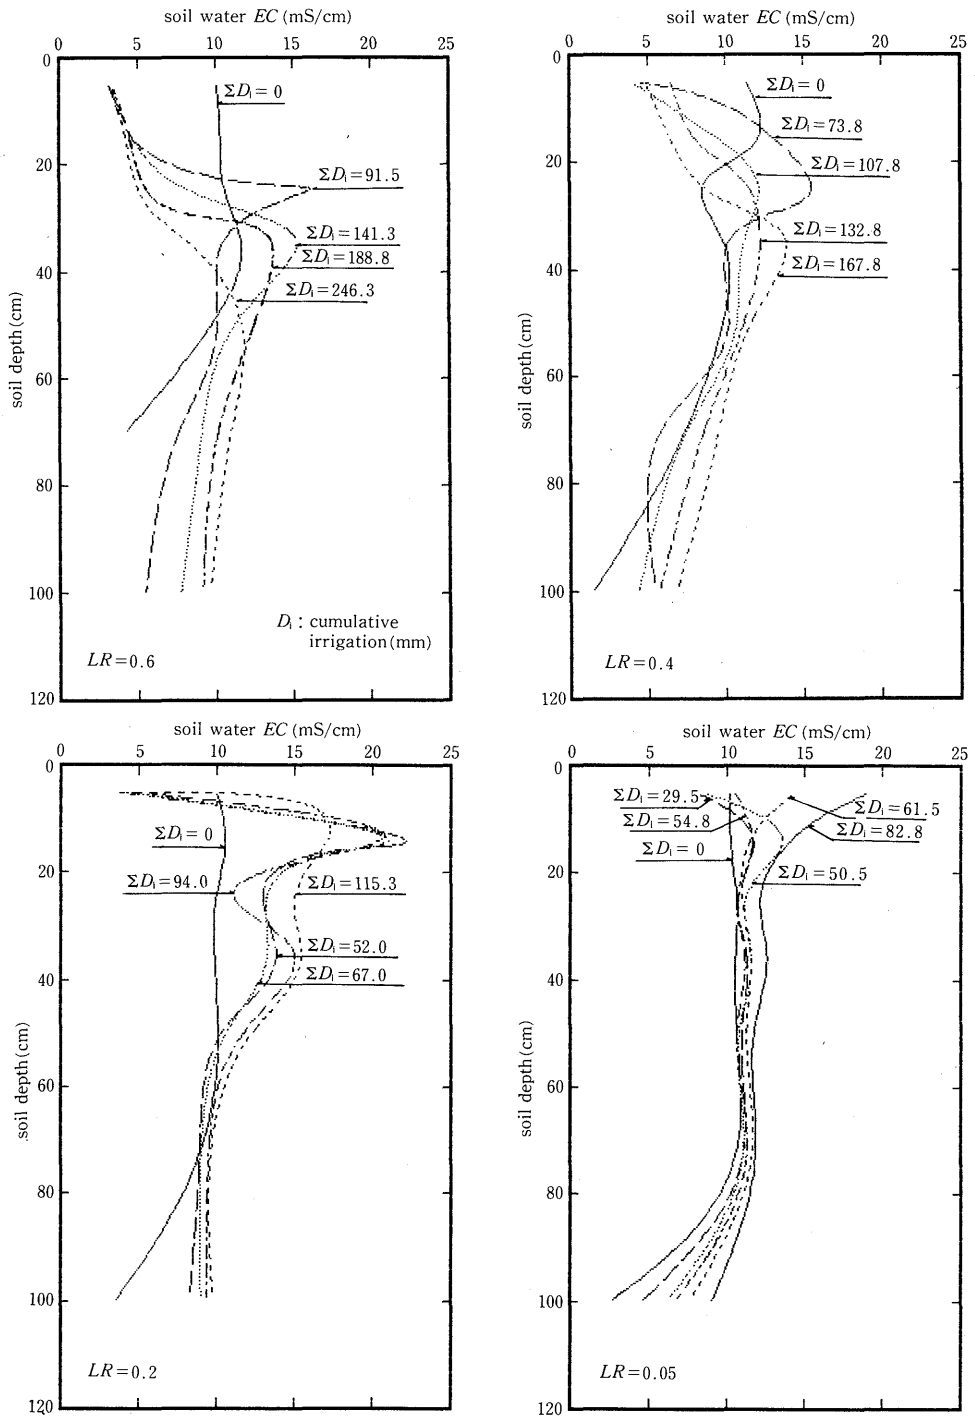 soil water EC (mS/cm)
0 5 10 15 20 25
0
20
40
60
80
100
120
soil depth (cm)
ΣDi = 0
ΣDi = 91.5
ΣDi = 141.3
ΣDi = 188.8
ΣDi = 246.3
Di : cumulative
irrigation (mm)
LR = 0.6
soil water EC (mS/cm)
0 5 10 15 20 25
0
20
40
60
80
100
120
soil depth (cm)
ΣDi = 0
ΣDi = 73.8
ΣDi = 107.8
ΣDi = 132.8
ΣDi = 167.8
LR = 0.4
soil water EC (mS/cm)
0 5 10 15 20 25
0
20
40
60
80
100
120
soil depth (cm)
ΣDi = 0
ΣDi = 94.0
ΣDi = 115.3
ΣDi = 52.0
ΣDi = 67.0
LR = 0.2
soil water EC (mS/cm)
0 5 10 15 20 25
0
20
40
60
80
100
120
soil depth (cm)
ΣDi = 29.5
ΣDi = 61.5
ΣDi = 54.8
ΣDi = 82.8
ΣDi = 0
ΣDi = 50.5
LR = 0.05